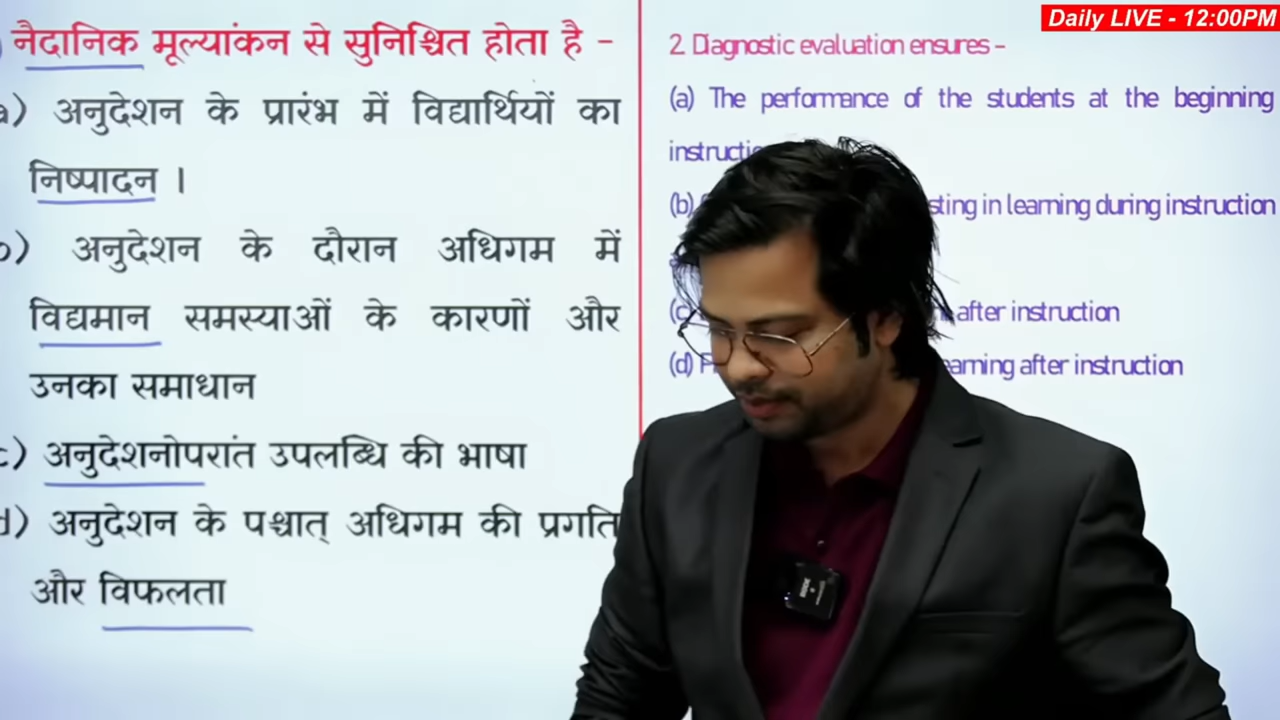 Daily LIVE - 12:00PM
) नैदानिक मूल्यांकन से सुनिश्चित होता है -
a) अनुदेशन के प्रारंभ में विद्यार्थियों का
निष्पादन ।
b) अनुदेशन के दौरान अधिगम में
विद्यमान समस्याओं के कारणों और
उनका समाधान
c) अनुदेशनोपरांत उपलब्धि की भाषा
d) अनुदेशन के पश्चात् अधिगम की प्रगति
और विफलता
2. Diagnostic evaluation ensures -
(a) The performance of the students at the beginning
(b) in learning during instruction
(c) after instruction
(d) after instruction